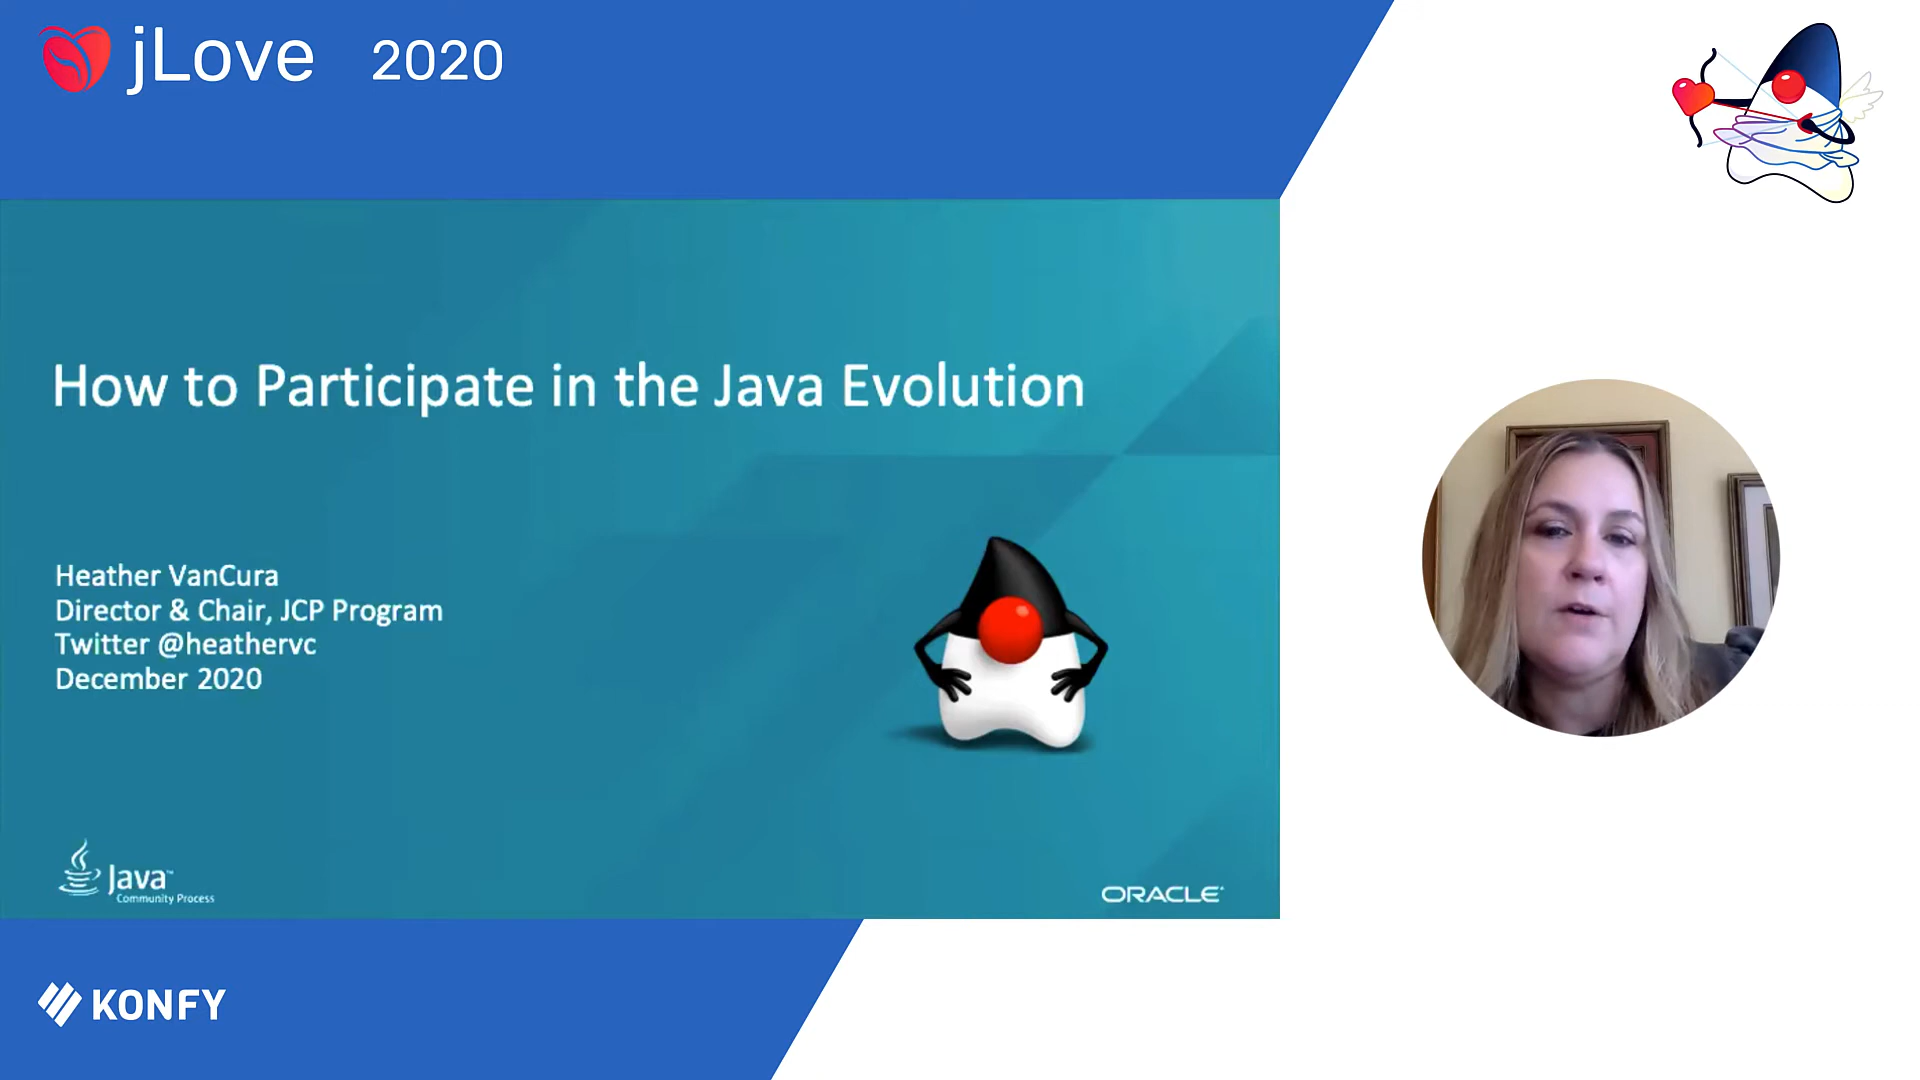 jLove 2020
How to Participate in the Java Evolution
Heather VanCura
Director & Chair, JCP Program
Twitter @heathervc
December 2020
Java™
Community Process
ORACLE®
KONFY